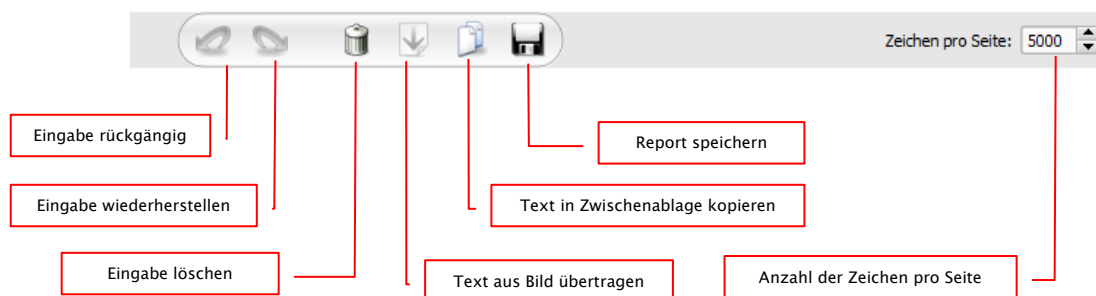 Zeichen pro Seite: 5000
Eingabe rückgängig
Report speichern
Eingabe wiederherstellen
Text in Zwischenablage kopieren
Eingabe löschen
Text aus Bild übertragen
Anzahl der Zeichen pro Seite